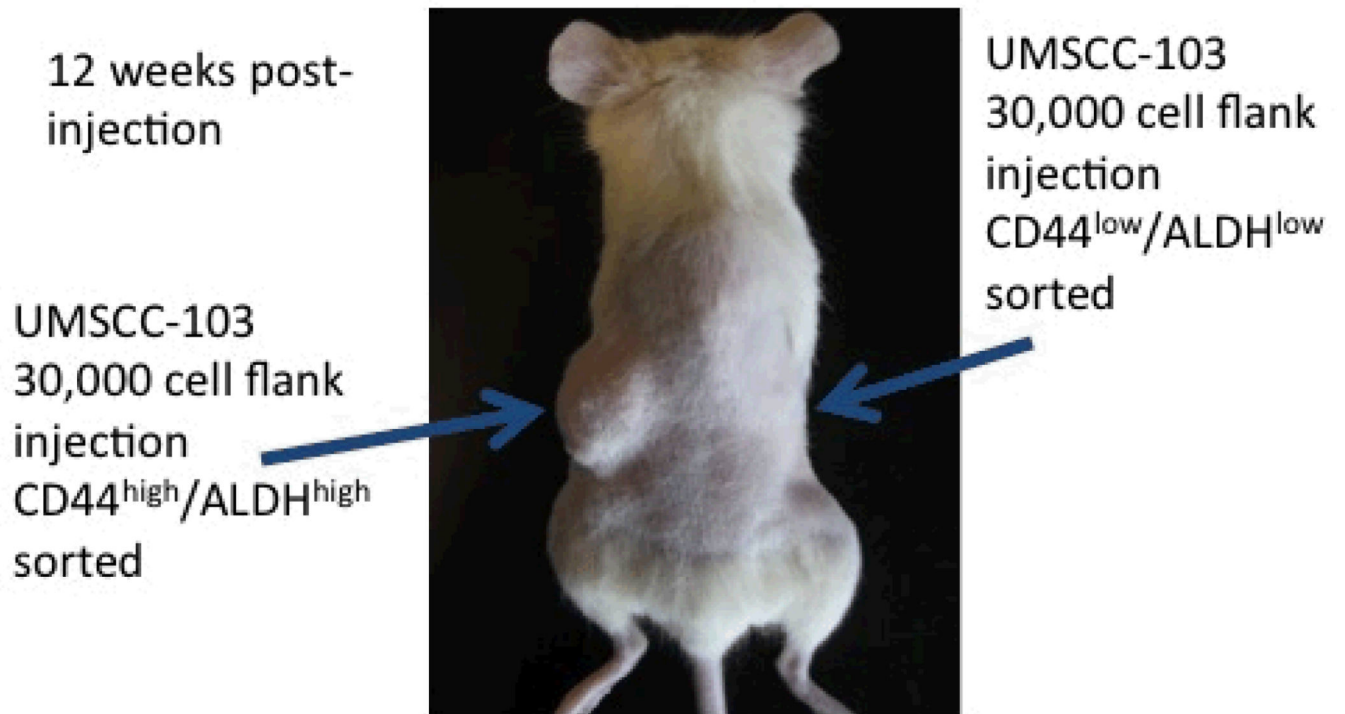 12 weeks post-
injection
UMSCC-103
30,000 cell flank
injection
CD44high/ALDHhigh
sorted
UMSCC-103
30,000 cell flank
injection
CD44low/ALDHlow
sorted